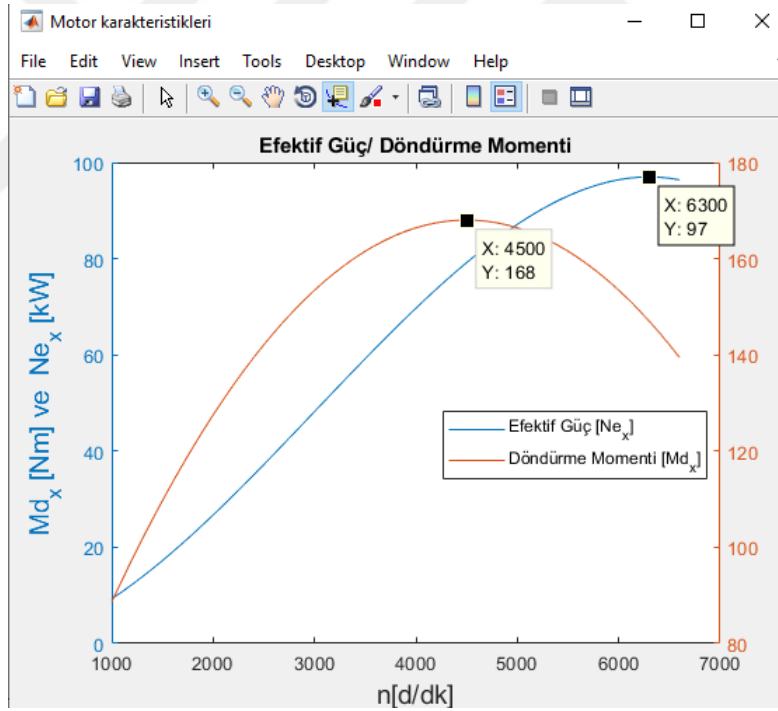 Motor karakteristikleri
File Edit View Insert Tools Desktop Window Help
Efektif Güç/ Döndürme Momenti
100
80
60
40
20
0
Md_x [Nm] ve Ne_x [kW]
180
160
140
120
100
80
X: 6300
Y: 97
X: 4500
Y: 168
Efektif Güç [Ne_x]
Döndürme Momenti [Md_x]
1000 2000 3000 4000 5000 6000 7000
n[d/dk]